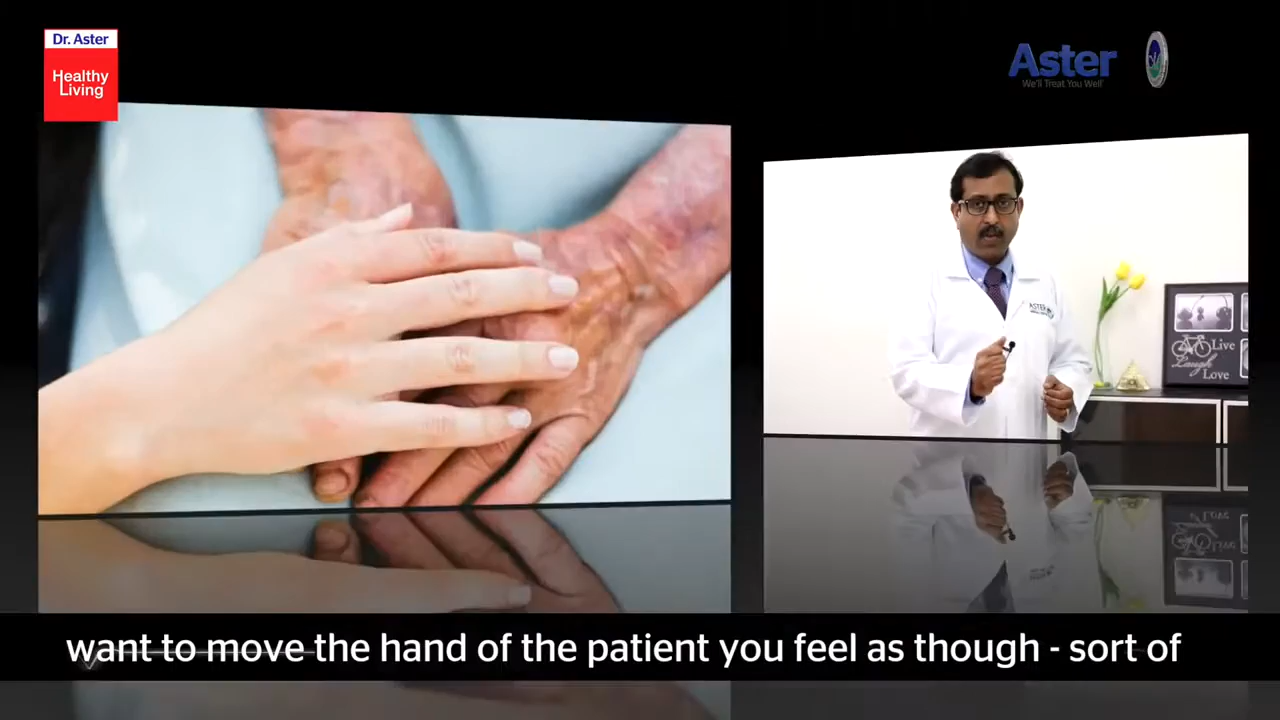 Dr. Aster
Healthy
Living
Aster
We'll Treat You Well
ASTER
Live
Laugh
Love
want to move the hand of the patient you feel as though - sort of